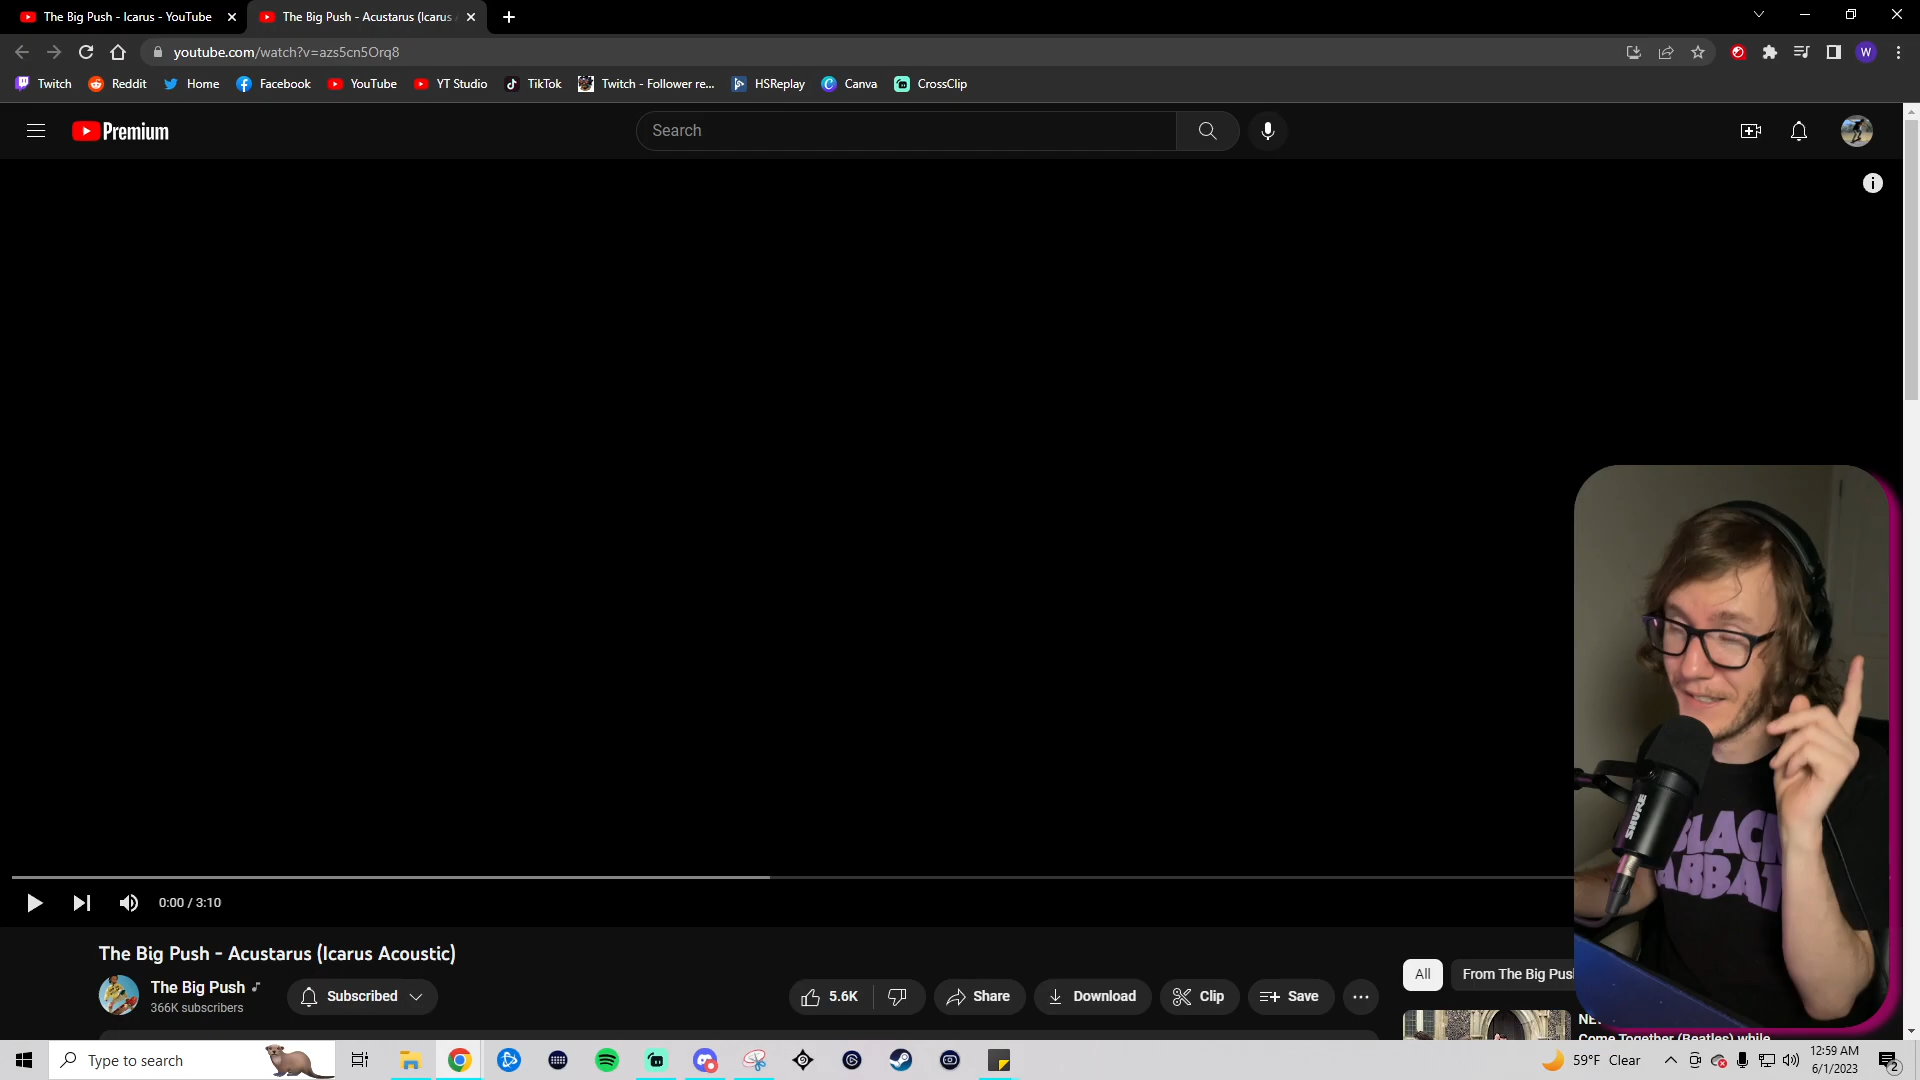 The Big Push - Icarus - YouTube
The Big Push - Acustarus (Icarus
youtube.com/watch?v=azs5cn5Orq8
W
Twitch
Reddit
Home
Facebook
YouTube
YT Studio
TikTok
Twitch - Follower re...
HSReplay
Canva
CrossClip
Premium
Search
SHURE
BLACK
SABBAT
0:00 / 3:10
The Big Push - Acustarus (Icarus Acoustic)
The Big Push
366K subscribers
Subscribed
5.6K
Share
Download
Clip
Save
All
From The Big Pus
Come Together (Beatles) while
Type to search
59°F Clear
12:59 AM
6/1/2023
2